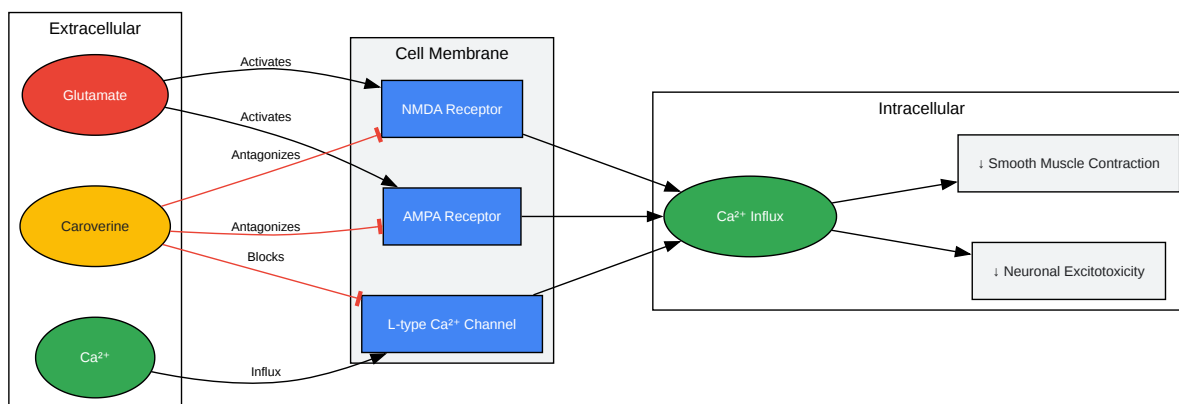 Extracellular
Glutamate
Caroverine
Ca²⁺
Activates
Activates
Antagonizes
Antagonizes
Blocks
Influx
Cell Membrane
NMDA Receptor
AMPA Receptor
L-type Ca²⁺ Channel
Intracellular
Ca²⁺ Influx
↓ Smooth Muscle Contraction
↓ Neuronal Excitotoxicity